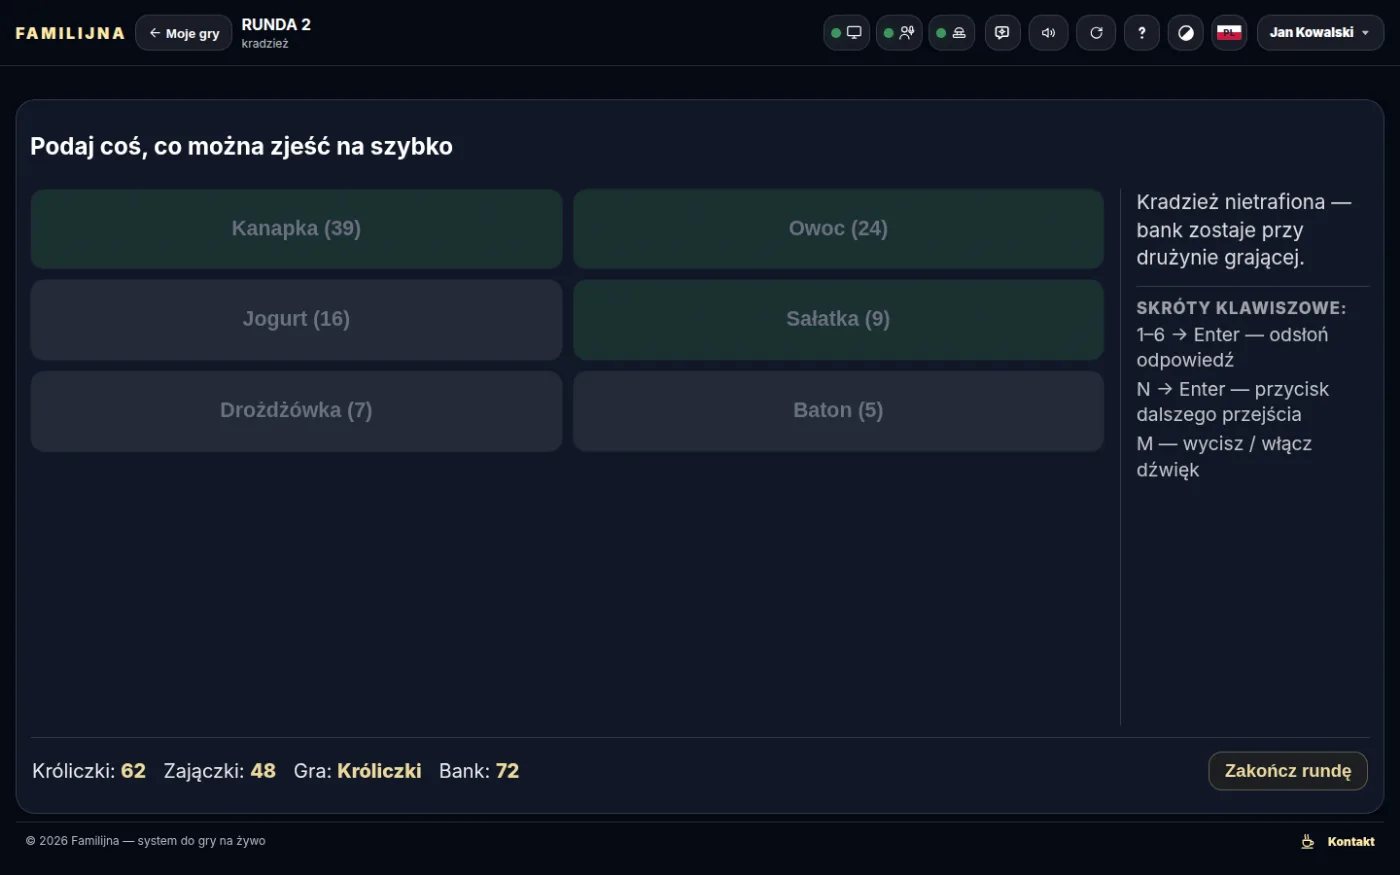 FAMILIJNA
← Moje gry
RUNDA 2
kradzież
?
PL
Jan Kowalski
Podaj coś, co można zjeść na szybko
Kanapka (39)
Owoc (24)
Jogurt (16)
Sałatka (9)
Drożdżówka (7)
Baton (5)
Kradzież nietrafiona —
bank zostaje przy
drużynie grającej.
SKRÓTY KLAWISZOWE:
1–6 → Enter — odsłoń
odpowiedź
N → Enter — przycisk
dalszego przejścia
M — wycisz / włącz
dźwięk
Króliczki: 62 Zajączki: 48 Gra: Króliczki Bank: 72
Zakończ rundę
© 2026 Familijna — system do gry na żywo
Kontakt